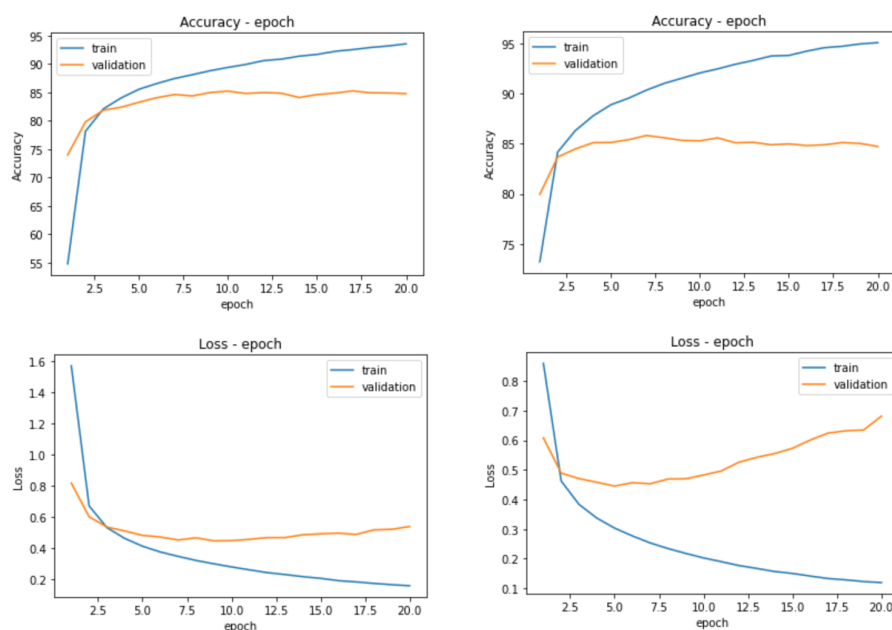 Accuracy - epoch
95
90
85
80
75
70
65
60
55
Accuracy
train
validation
2.5 5.0 7.5 10.0 12.5 15.0 17.5 20.0
epoch
Accuracy - epoch
95
90
85
80
75
Accuracy
train
validation
2.5 5.0 7.5 10.0 12.5 15.0 17.5 20.0
epoch
Loss - epoch
1.6
1.4
1.2
1.0
0.8
0.6
0.4
0.2
Loss
train
validation
2.5 5.0 7.5 10.0 12.5 15.0 17.5 20.0
epoch
Loss - epoch
0.8
0.7
0.6
0.5
0.4
0.3
0.2
0.1
Loss
train
validation
2.5 5.0 7.5 10.0 12.5 15.0 17.5 20.0
epoch